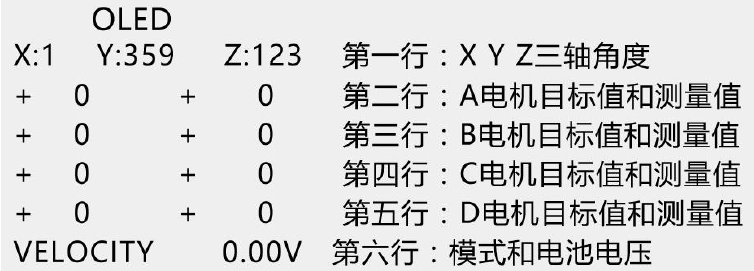 OLED
X:1 Y:359 Z:123 第一行：X Y Z三轴角度
+ 0 + 0 第二行：A电机目标值和测量值
+ 0 + 0 第三行：B电机目标值和测量值
+ 0 + 0 第四行：C电机目标值和测量值
+ 0 + 0 第五行：D电机目标值和测量值
VELOCITY 0.00V 第六行：模式和电池电压